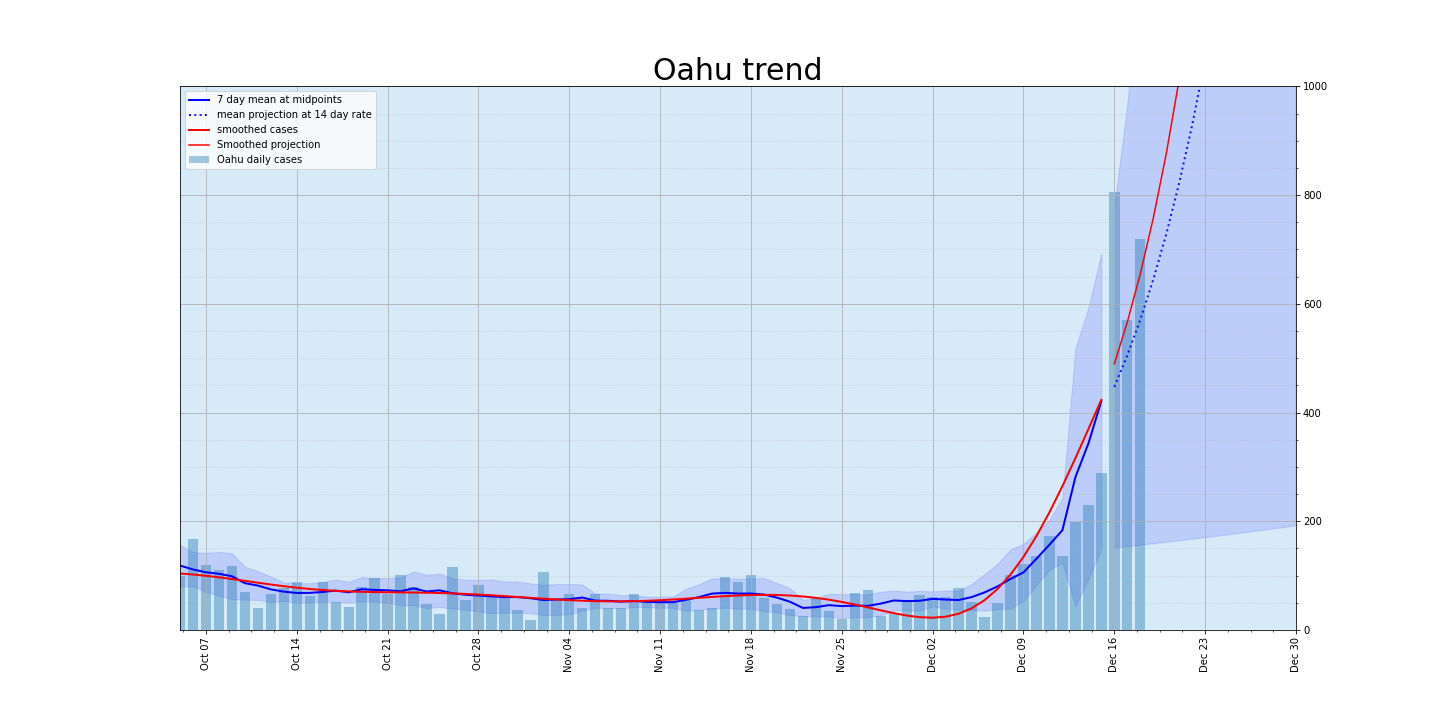 Oahu trend
7 day mean at midpoints
mean projection at 14 day rate
smoothed cases
Smoothed projection
Oahu daily cases
1000
800
600
400
200
0
Oct 07
Oct 14
Oct 21
Oct 28
Nov 04
Nov 11
Nov 18
Nov 25
Dec 02
Dec 09
Dec 16
Dec 23
Dec 30